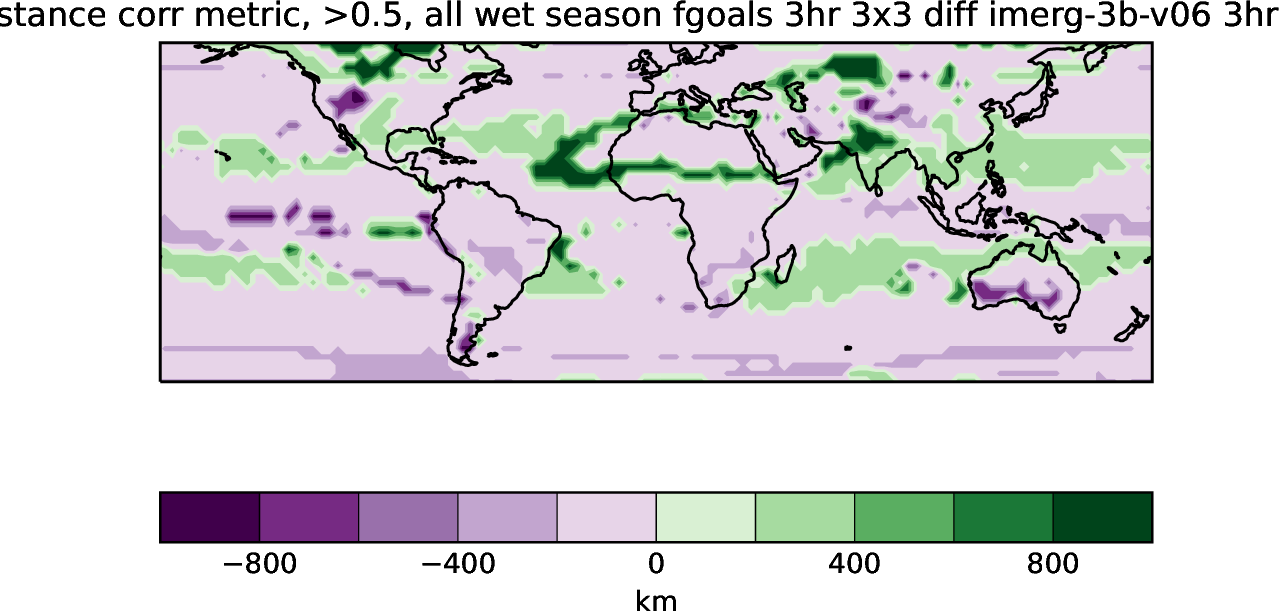 stance corr metric, >0.5, all wet season fgoals 3hr 3x3 diff imerg-3b-v06 3hr
−800 −400 0 400 800
km